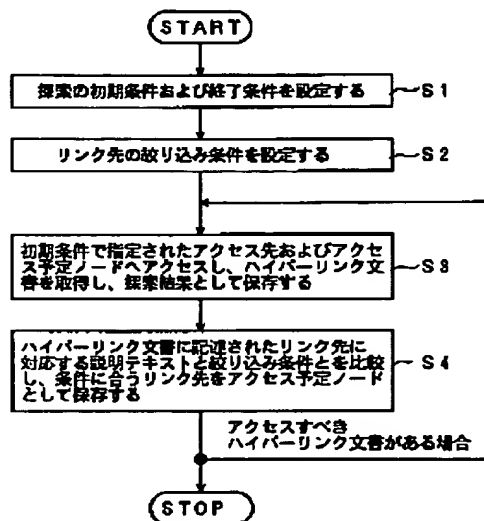 START
探索の初期条件および終了条件を設定する
S1
リンク先の絞り込み条件を設定する
S2
初期条件で指定されたアクセス先およびアクセ
ス予定ノードへアクセスし、ハイパーリンク文
書を取得し、探索結果として保存する
S3
ハイパーリンク文書に記述されたリンク先に
対応する説明テキストと絞り込み条件とを比較
し、条件に合うリンク先をアクセス予定ノード
として保存する
S4
アクセスすべき
ハイパーリンク文書がある場合
STOP